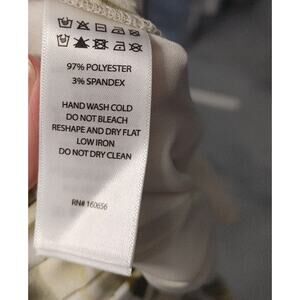 97% POLYESTER
3% SPANDEX
HAND WASH COLD
DO NOT BLEACH
RESHAPE AND DRY FLAT
LOW IRON
DO NOT DRY CLEAN
RN# 160656